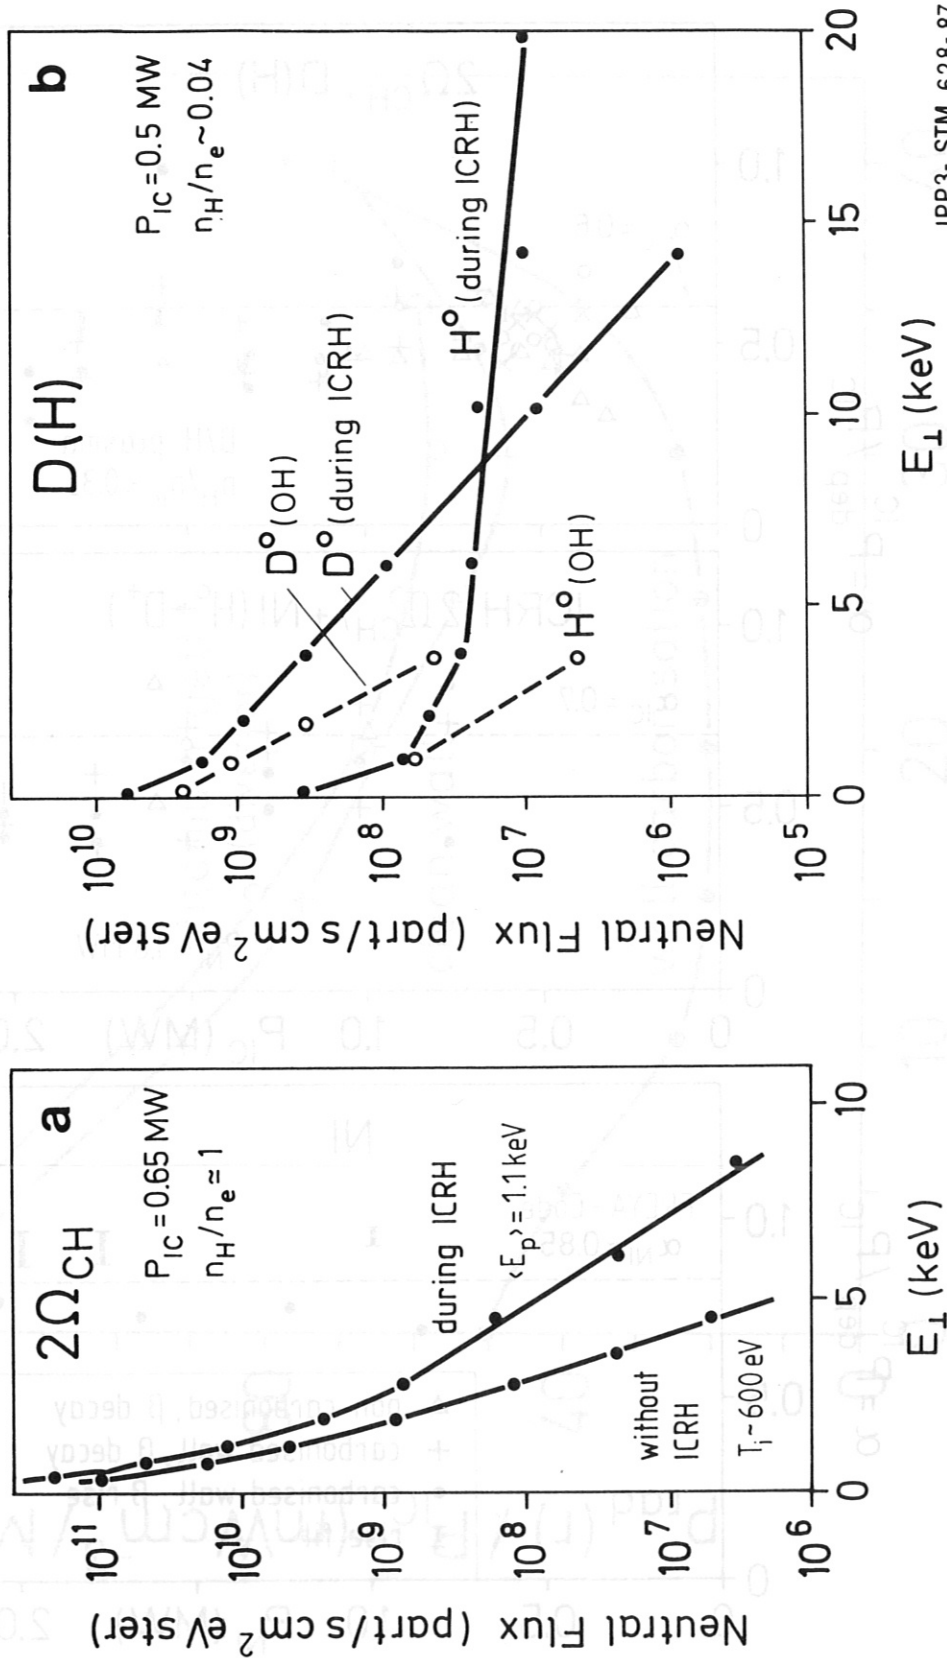 2Ω_CH
a
P_IC = 0.65 MW
n_H/n_e ≃ 1
during ICRH
<E_p> = 1.1 keV
without
ICRH
T_i ~ 600 eV
10^11
10^10
10^9
10^8
10^7
10^6
0
5
10
Neutral Flux (part/s cm^2 eV ster)
E_⊥ (keV)
D(H)
b
P_IC = 0.5 MW
n_H/n_e ~ 0.04
D^o (OH)
D^o (during ICRH)
H^o (during ICRH)
H^o (OH)
10^10
10^9
10^8
10^7
10^6
10^5
0
5
10
15
20
Neutral Flux (part/s cm^2 eV ster)
E_⊥ (keV)